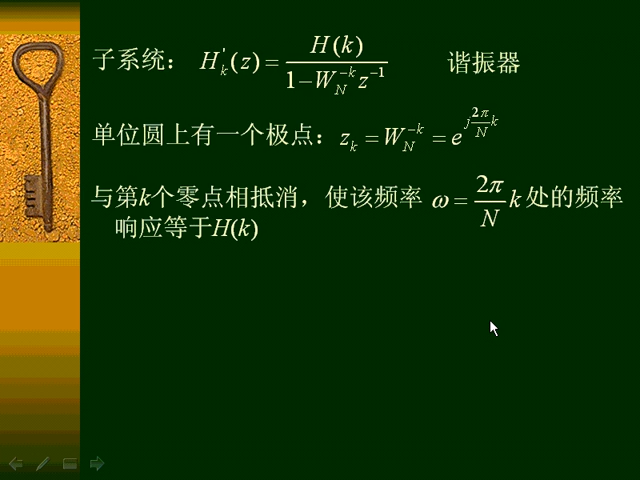 子系统： H'_k(z) = H(k) / (1−W_N^{−k} z^{−1}) 谐振器
单位圆上有一个极点：z_k = W_N^{−k} = e^{j\frac{2π}{N}k}
与第k个零点相抵消，使该频率 ω = \frac{2π}{N} k 处的频率
响应等于H(k)